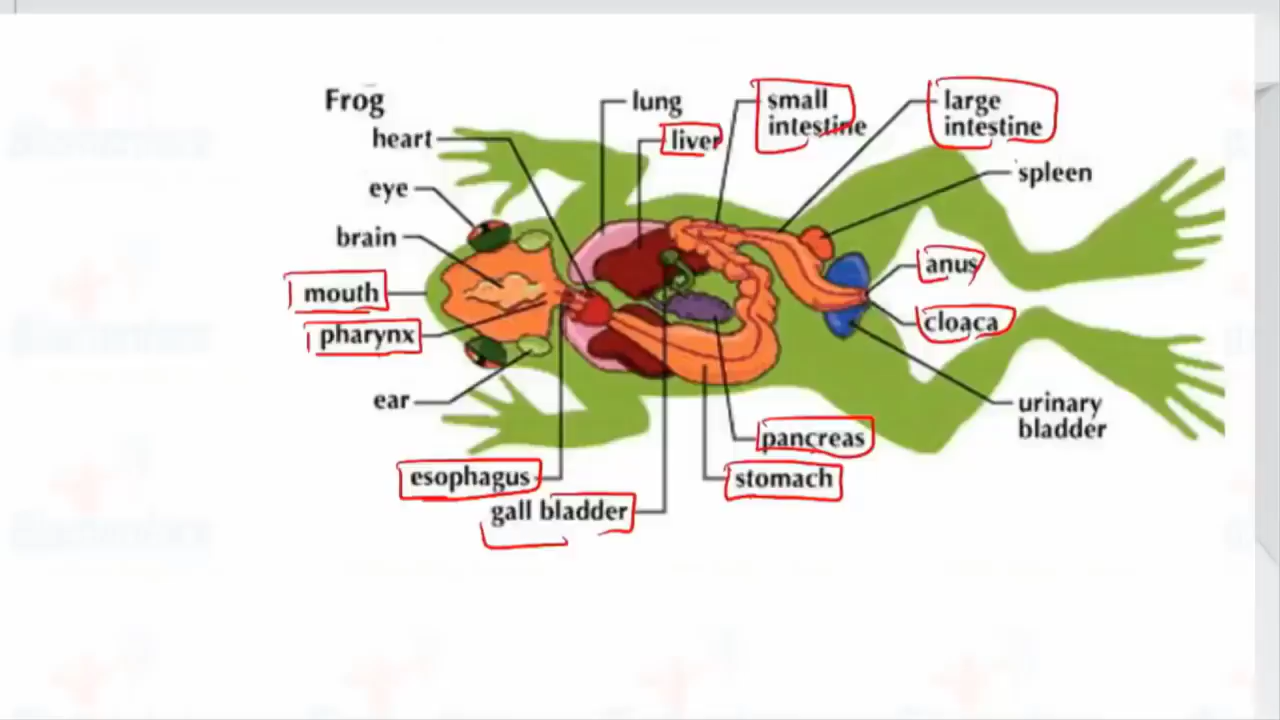 Frog
lung
small
intestine
large
intestine
heart
liver
eye
spleen
brain
anus
mouth
cloaca
pharynx
ear
urinary
bladder
pancreas
esophagus
stomach
gall bladder